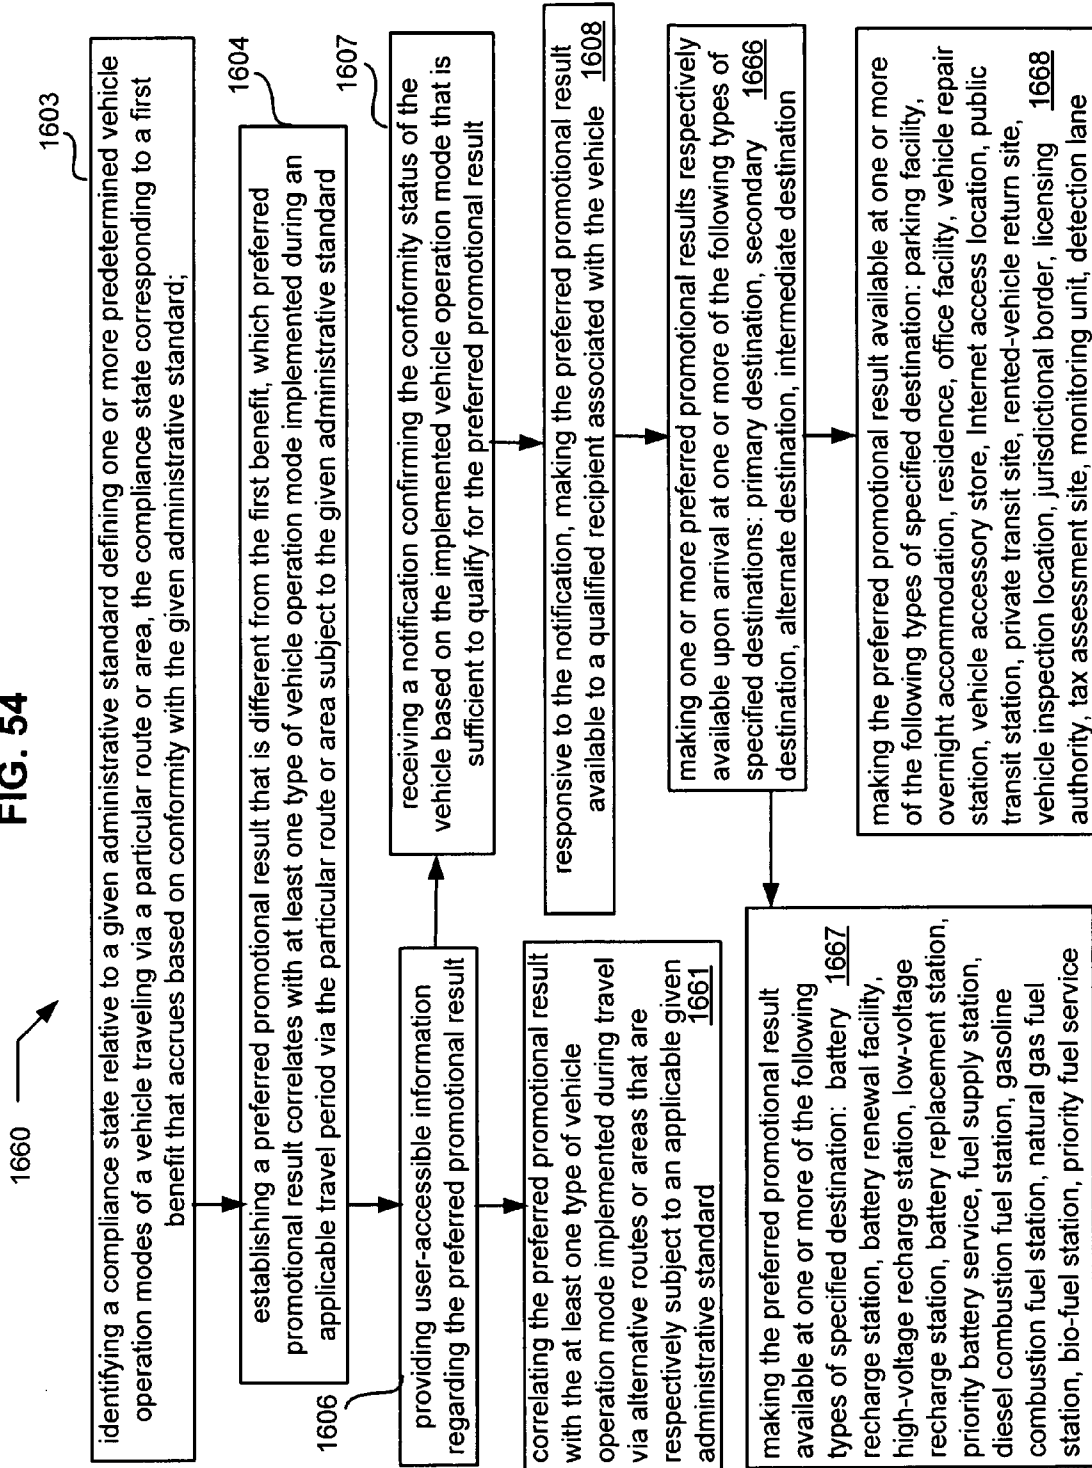 FIG. 54
1660
1603
identifying a compliance state relative to a given administrative standard defining one or more predetermined vehicle
operation modes of a vehicle traveling via a particular route or area, the compliance state corresponding to a first
benefit that accrues based on conformity with the given administrative standard;
1604
establishing a preferred promotional result that is different from the first benefit, which preferred
promotional result correlates with at least one type of vehicle operation mode implemented during an
applicable travel period via the particular route or area subject to the given administrative standard
1606
providing user-accessible information
regarding the preferred promotional result
1607
receiving a notification confirming the conformity status of the
vehicle based on the implemented vehicle operation mode that is
sufficient to qualify for the preferred promotional result
correlating the preferred promotional result
with the at least one type of vehicle
operation mode implemented during travel
via alternative routes or areas that are
respectively subject to an applicable given
administrative standard 1661
responsive to the notification, making the preferred promotional result
available to a qualified recipient associated with the vehicle 1608
making one or more preferred promotional results respectively
available upon arrival at one or more of the following types of
specified destinations: primary destination, secondary 1666
destination, alternate destination, intermediate destination
making the preferred promotional result
available at one or more of the following
types of specified destination: battery 1667
recharge station, battery renewal facility,
high-voltage recharge station, low-voltage
recharge station, battery replacement station,
priority battery service, fuel supply station,
diesel combustion fuel station, gasoline
combustion fuel station, natural gas fuel
station, bio-fuel station, priority fuel service
making the preferred promotional result available at one or more
of the following types of specified destination: parking facility,
overnight accommodation, residence, office facility, vehicle repair
station, vehicle accessory store, Internet access location, public
transit station, private transit site, rented-vehicle return site,
vehicle inspection location, jurisdictional border, licensing 1668
authority, tax assessment site, monitoring unit, detection lane